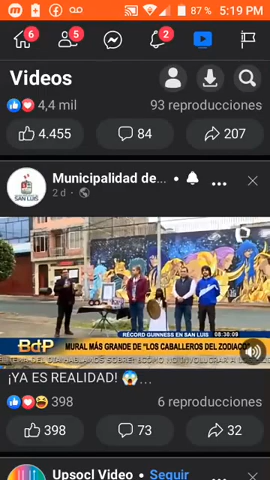 87 % 5:19 PM
6
5
2
Videos
4,4 mil 93 reproducciones
4.455 84 207
Municipalidad de... •
2 d •
SAN LUIS
BdP
RÉCORD GUINNESS EN SAN LUIS 08:38:09
MURAL MÁS GRANDE DE "LOS CABALLEROS DEL ZODIACO"
¡YA ES REALIDAD! 😱...
398 6 reproducciones
398 73 32
Upsocl Video • Seguir